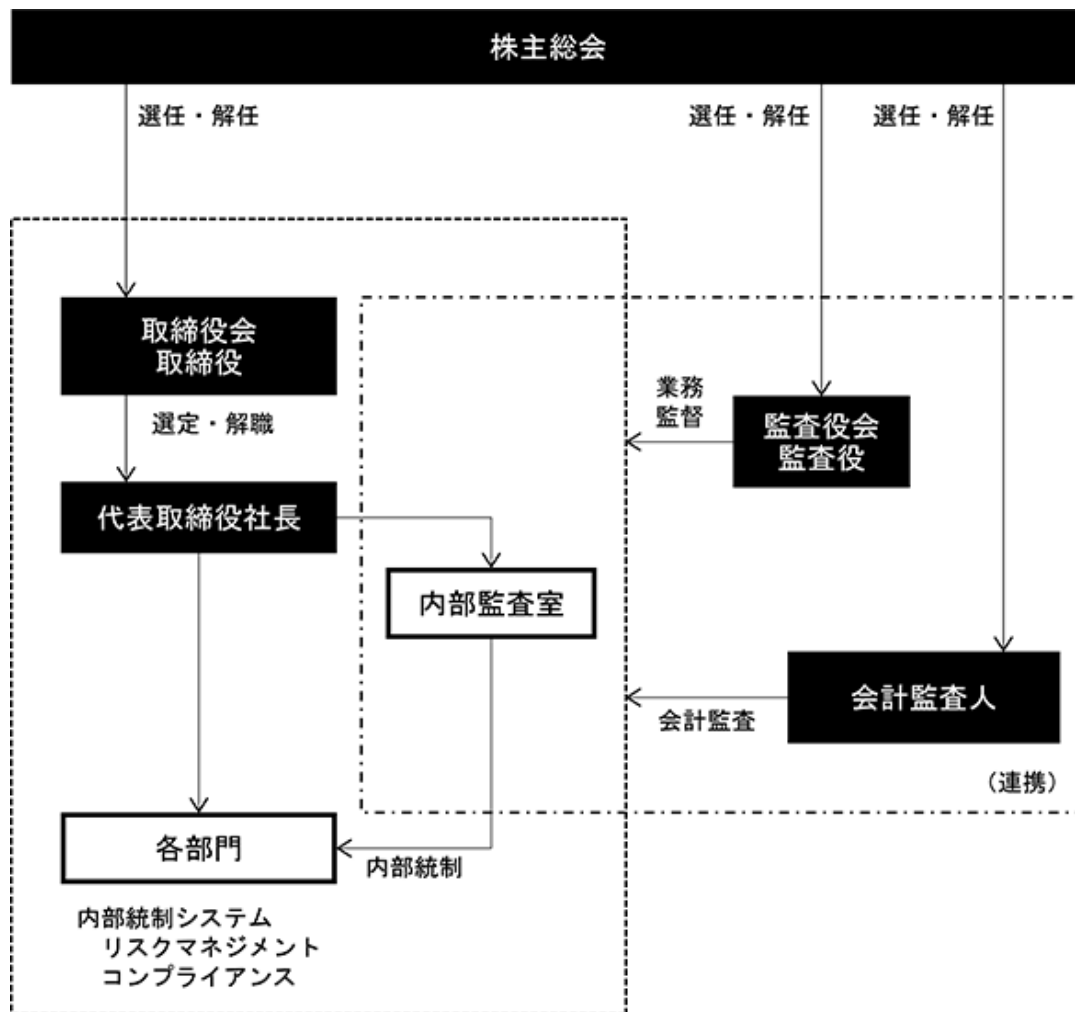 株主総会
選任・解任
選任・解任
選任・解任
取締役会
取締役
選定・解職
業務
監督
監査役会
監査役
代表取締役社長
内部監査室
会計監査人
会計監査
(連携)
各部門
内部統制
内部統制システム
リスクマネジメント
コンプライアンス